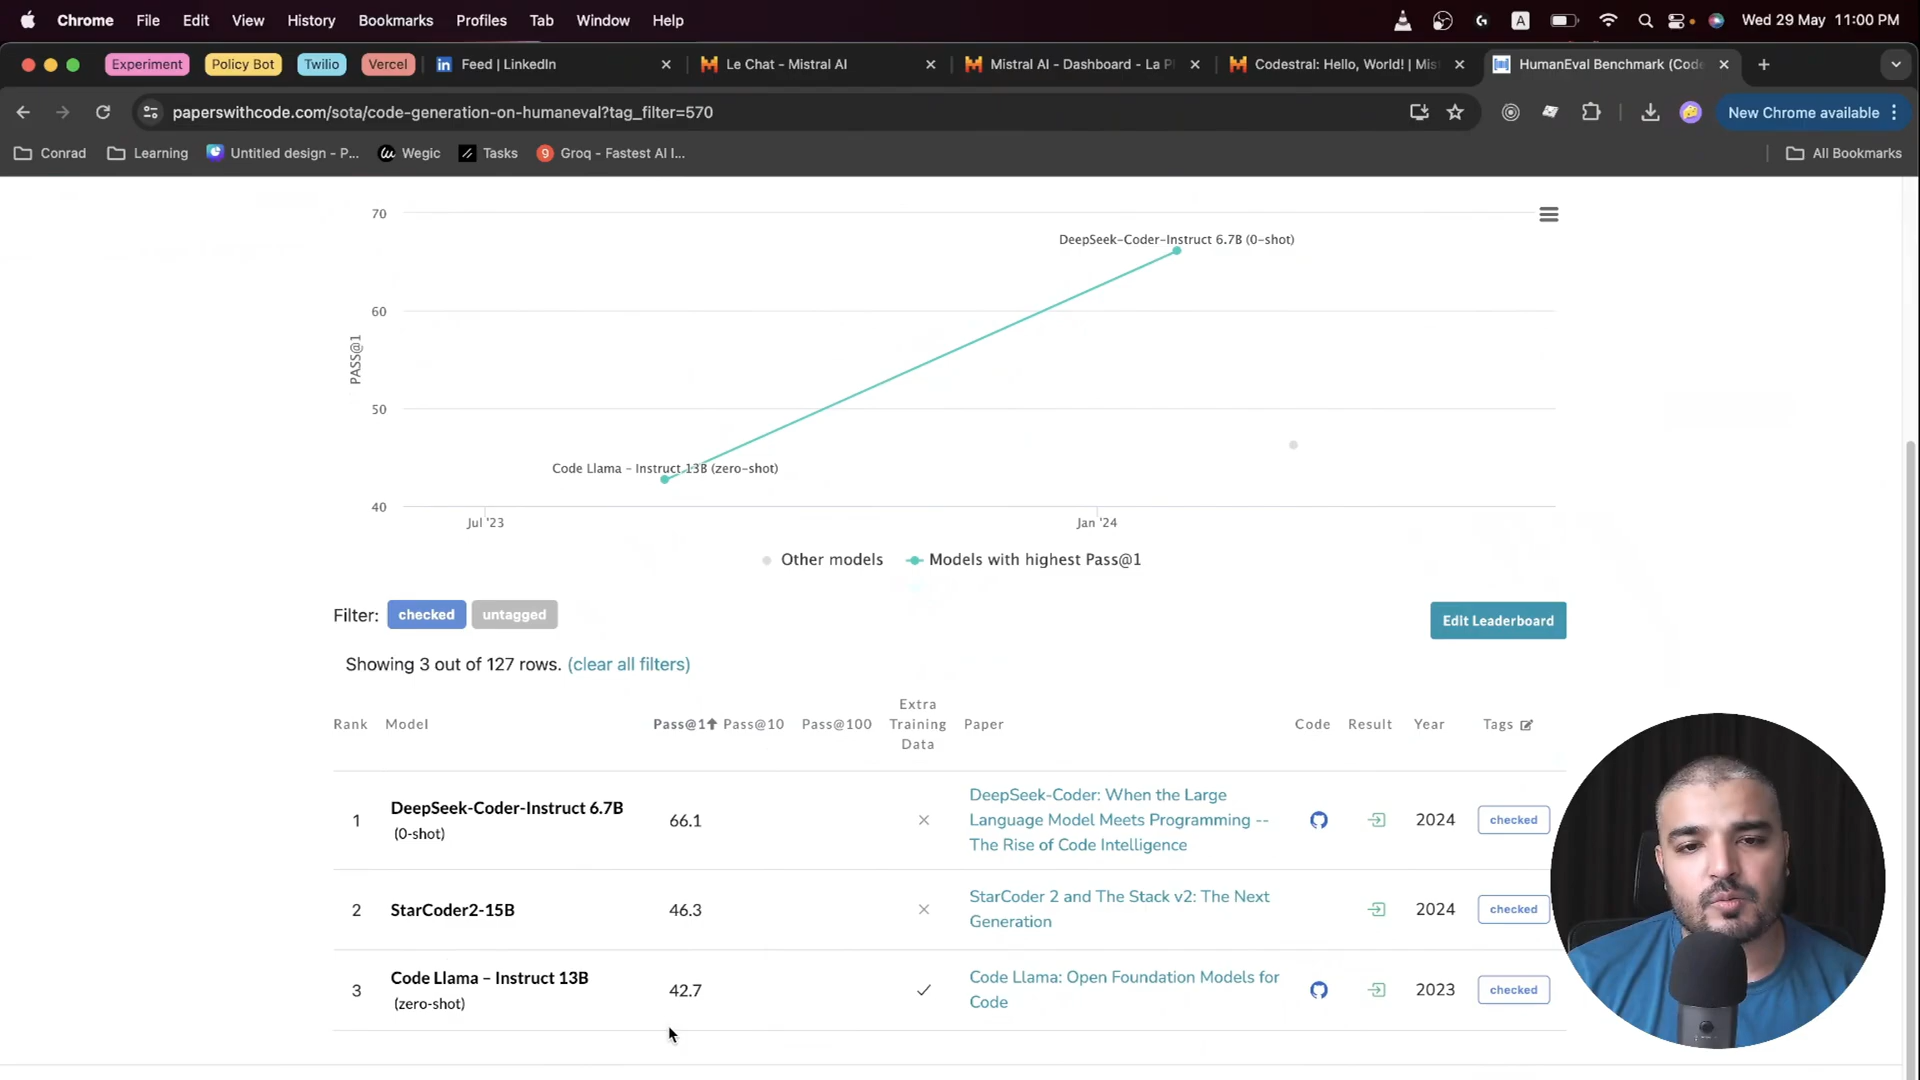 Chrome File Edit View History Bookmarks Profiles Tab Window Help A Wed 29 May 11:00 PM
Experiment Policy Bot Twilio Vercel Feed | LinkedIn Le Chat - Mistral AI Mistral AI - Dashboard - La Pl Codestral: Hello, World! | Mist HumanEval Benchmark (Code
paperswithcode.com/sota/code-generation-on-humaneval?tag_filter=570 New Chrome available
Conrad Learning Untitled design - P... Wegic Tasks Groq - Fastest AI I... All Bookmarks
70
DeepSeek-Coder-Instruct 6.7B (0-shot)
60
PASS@1
50
Code Llama – Instruct 13B (zero-shot)
40
Jul '23 Jan '24
Other models Models with highest Pass@1
Filter: checked untagged
Edit Leaderboard
Showing 3 out of 127 rows. (clear all filters)
Rank Model Pass@1 Pass@10 Pass@100 Extra Training Data Paper Code Result Year Tags
1 DeepSeek-Coder-Instruct 6.7B (0-shot) 66.1 DeepSeek-Coder: When the Large Language Model Meets Programming -- The Rise of Code Intelligence 2024 checked
2 StarCoder2-15B 46.3 StarCoder 2 and The Stack v2: The Next Generation 2024 checked
3 Code Llama – Instruct 13B (zero-shot) 42.7 Code Llama: Open Foundation Models for Code 2023 checked